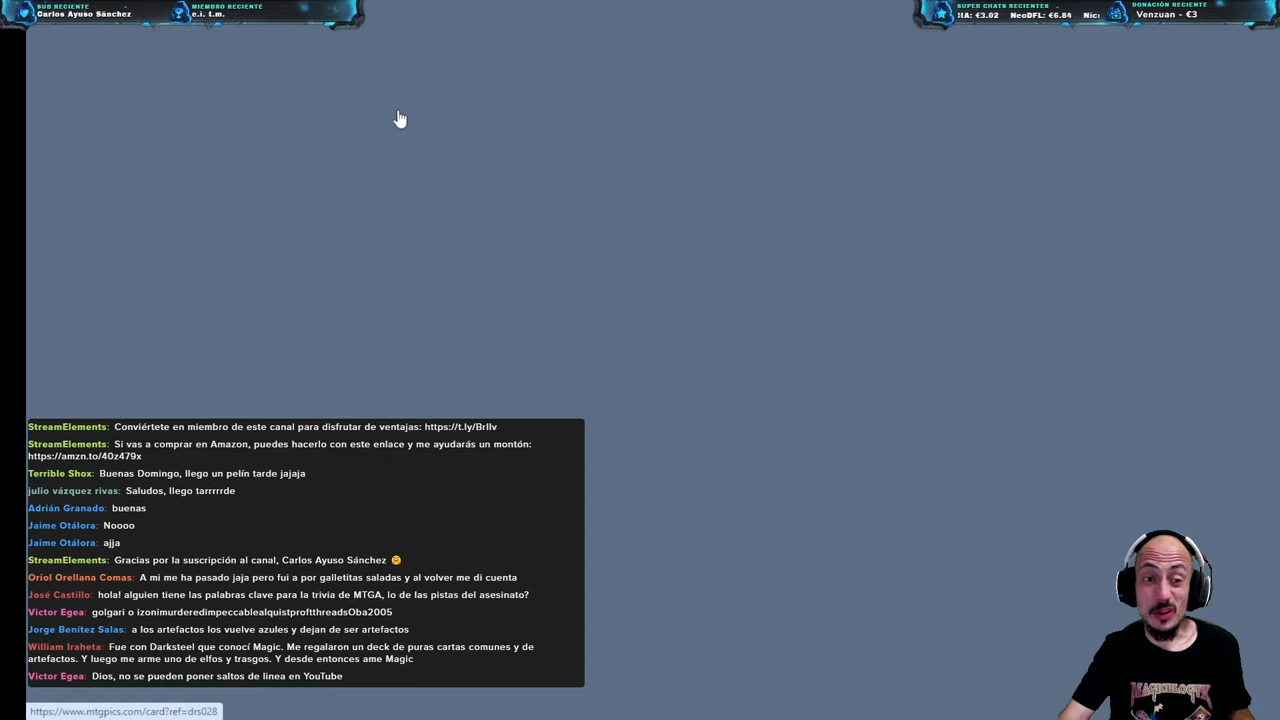 SUB RECIENTE
Carlos Ayuso Sánchez
MIEMBRO RECIENTE
e.i. t.m.
SUPER CHATS RECIENTES
IA: €3.02 NeoDFL: €6.84
DONACIÓN RECIENTE
Venzuan - €3
StreamElements: Conviértete en miembro de este canal para disfrutar de ventajas: https://t.ly/BrIlv
StreamElements: Si vas a comprar en Amazon, puedes hacerlo con este enlace y me ayudarás un montón:
https://amzn.to/40z479x
Terrible Shox: Buenas Domingo, llego un pelín tarde jajaja
julio vázquez rivas: Saludos, llego tarrrrrde
Adrián Granado: buenas
Jaime Otálora: Noooo
Jaime Otálora: ajja
StreamElements: Gracias por la suscripción al canal, Carlos Ayuso Sánchez
Oriol Orellana Comas: A mi me ha pasado jaja pero fui a por galletitas saladas y al volver me di cuenta
José Castillo: hola! alguien tiene las palabras clave para la trivia de MTGA, lo de las pistas del asesinato?
Victor Egea: golgari o izonimurderedimpeccablealquistproftthreadsOba2005
Jorge Benítez Salas: a los artefactos los vuelve azules y dejan de ser artefactos
William Iraheta: Fue con Darksteel que conocí Magic. Me regalaron un deck de puras cartas comunes y de
artefactos. Y luego me arme uno de elfos y trasgos. Y desde entonces ame Magic
Victor Egea: Dios, no se pueden poner saltos de linea en YouTube
https://www.mtgpics.com/card?ref=drs028